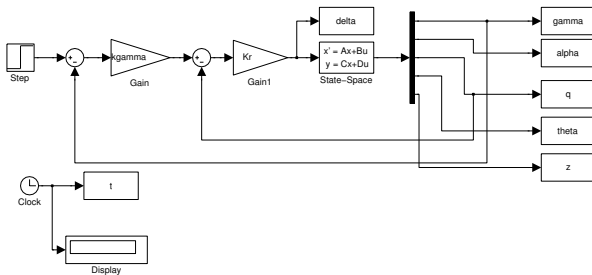 delta
gamma
alpha
Step
+
−
kgamma
Gain
+
−
Kr
Gain1
x' = Ax+Bu
y = Cx+Du
State−Space
q
theta
z
Clock
t
Display